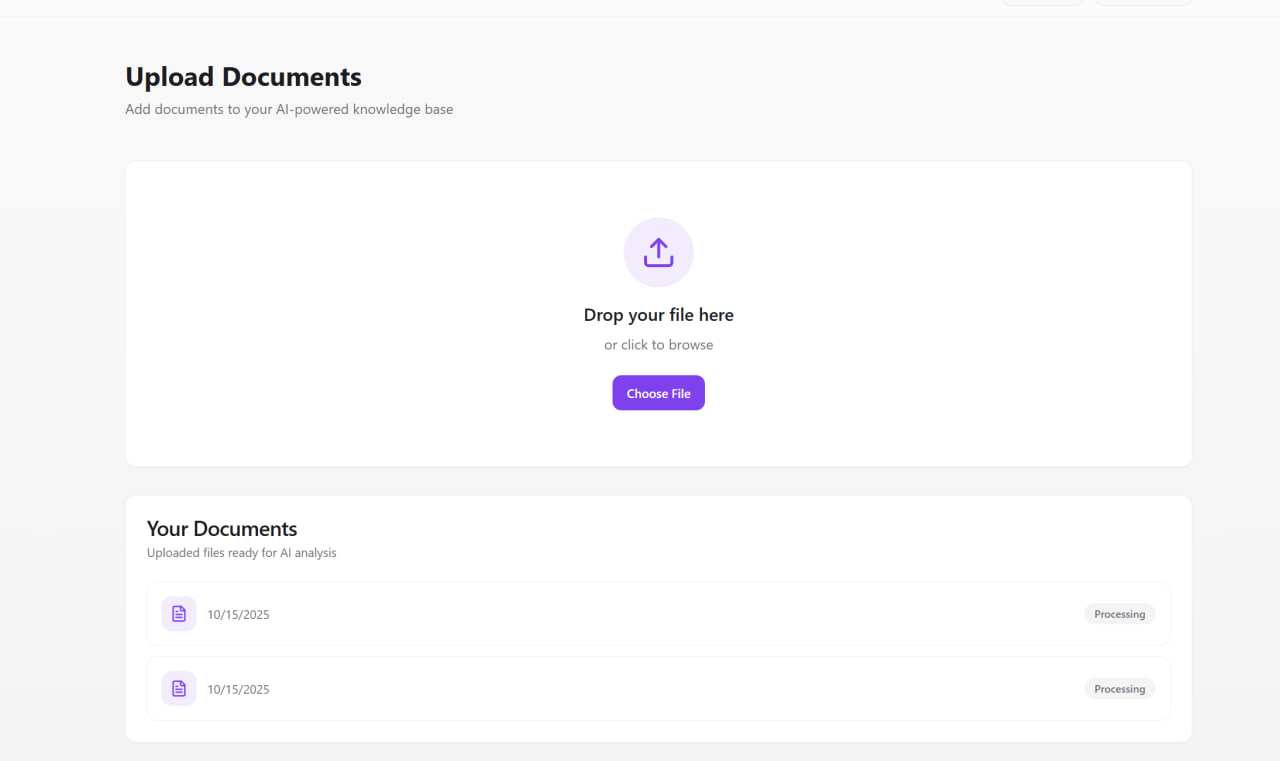 Upload Documents
Add documents to your AI-powered knowledge base
Drop your file here
or click to browse
Choose File
Your Documents
Uploaded files ready for AI analysis
10/15/2025
Processing
10/15/2025
Processing